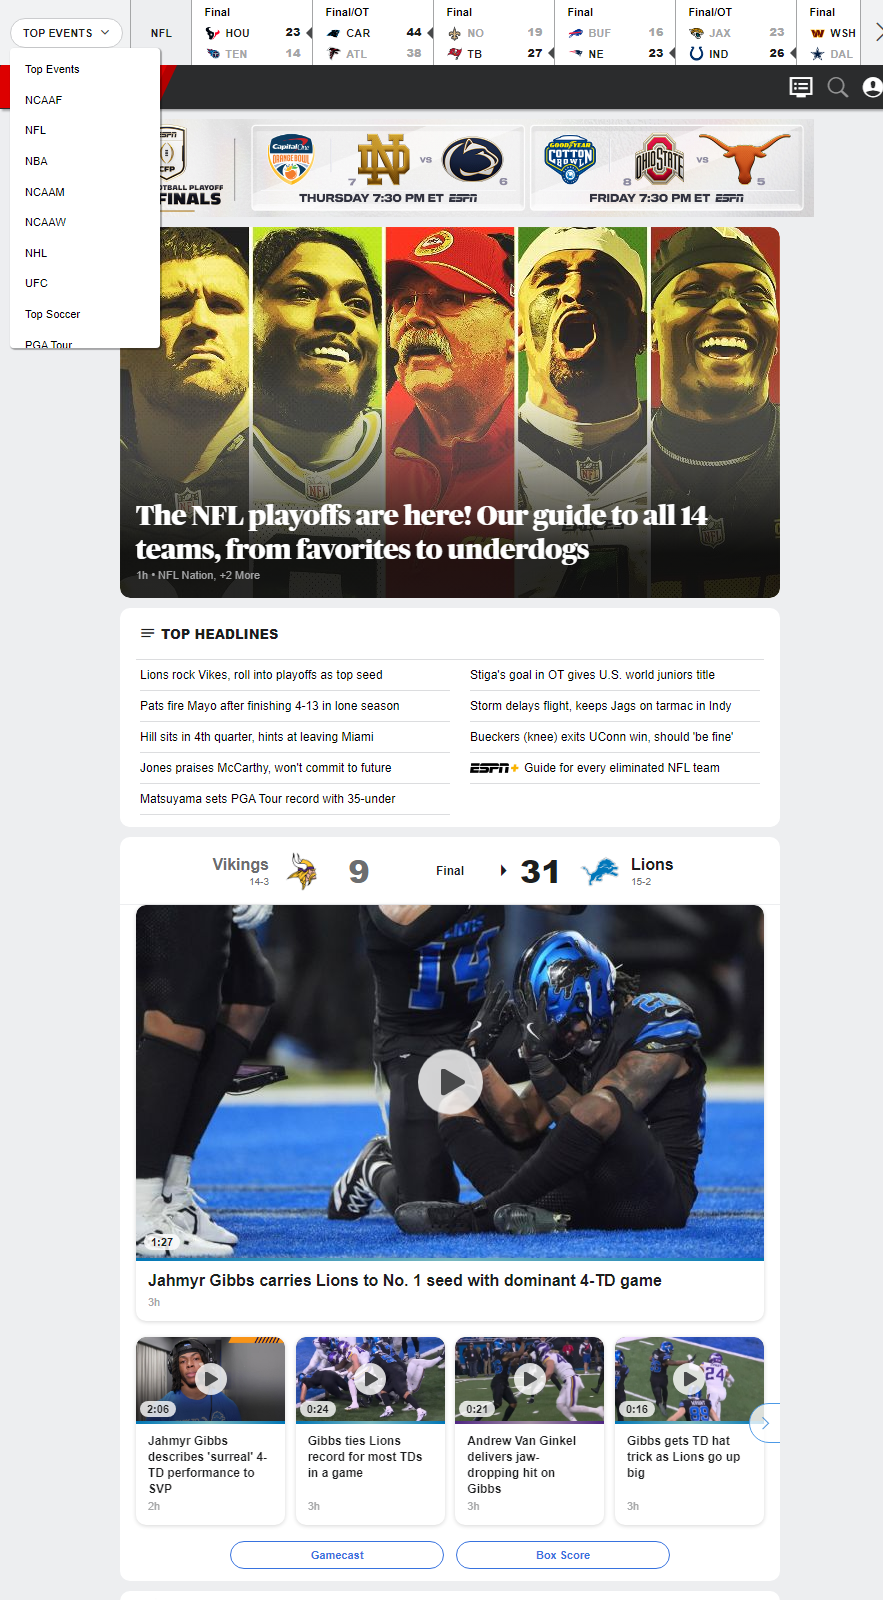 TOP EVENTS
NFL
Final
HOU 23
TEN 14
Final/OT
CAR 44
ATL 38
Final
NO 19
TB 27
Final
BUF 16
NE 23
Final/OT
JAX 23
IND 26
Final
WSH
DAL
Top Events
NCAAF
NFL
NBA
NCAAM
NCAAW
NHL
UFC
Top Soccer
PGA Tour
ESPN
CFP
OTBALL PLAYOFF
FINALS
Capital One
ORANGE BOWL
7 ND vs 6
THURSDAY 7:30 PM ET ESPN
GOODYEAR
COTTON BOWL
8 OHIO STATE vs 5
FRIDAY 7:30 PM ET ESPN
The NFL playoffs are here! Our guide to all 14
teams, from favorites to underdogs
1h • NFL Nation, +2 More
TOP HEADLINES
Lions rock Vikes, roll into playoffs as top seed
Pats fire Mayo after finishing 4-13 in lone season
Hill sits in 4th quarter, hints at leaving Miami
Jones praises McCarthy, won't commit to future
Matsuyama sets PGA Tour record with 35-under
Stiga's goal in OT gives U.S. world juniors title
Storm delays flight, keeps Jags on tarmac in Indy
Bueckers (knee) exits UConn win, should 'be fine'
ESPN+ Guide for every eliminated NFL team
Vikings 9 Final 31 Lions
14-3 15-2
LIONS
14
1:27
Jahmyr Gibbs carries Lions to No. 1 seed with dominant 4-TD game
3h
2:06
Jahmyr Gibbs
describes 'surreal' 4-
TD performance to
SVP
2h
0:24
Gibbs ties Lions
record for most TDs
in a game
3h
0:21
Andrew Van Ginkel
delivers jaw-
dropping hit on
Gibbs
3h
24
0:16
Gibbs gets TD hat
trick as Lions go up
big
3h
Gamecast
Box Score